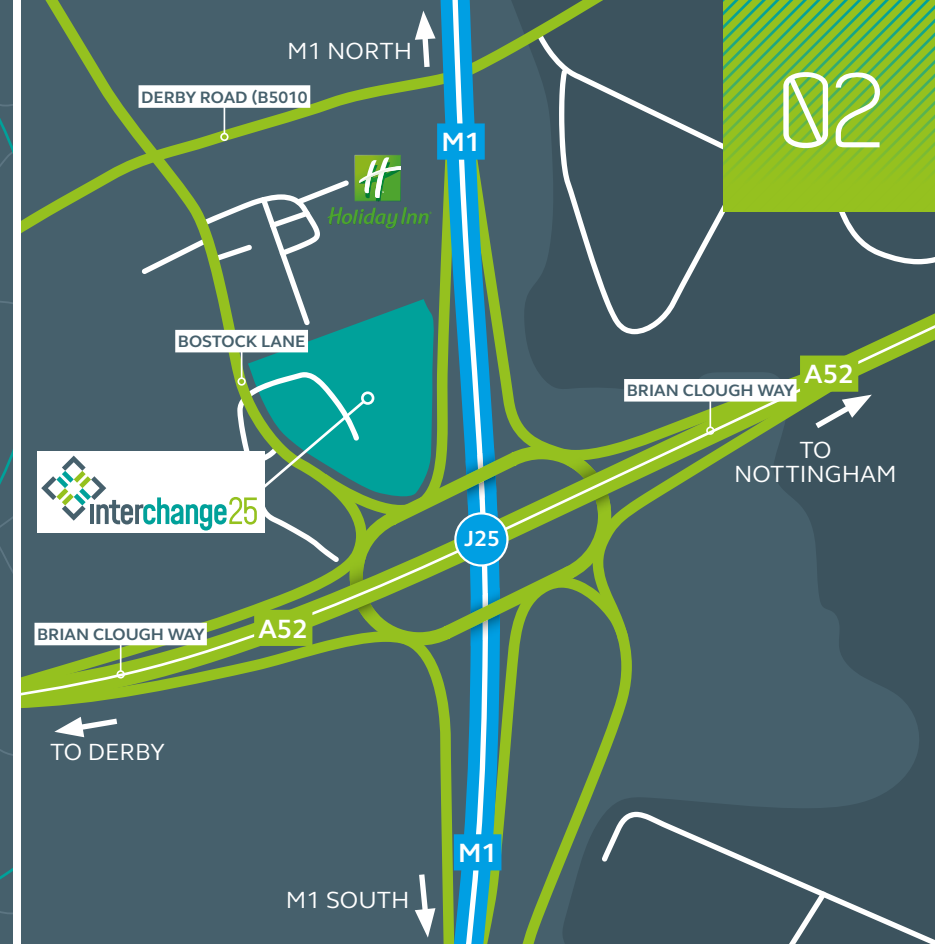 M1 NORTH
02
DERBY ROAD (B5010
M1
Holiday Inn
BOSTOCK LANE
A52
BRIAN CLOUGH WAY
TO
NOTTINGHAM
interchange25
J25
A52
BRIAN CLOUGH WAY
TO DERBY
M1
M1 SOUTH